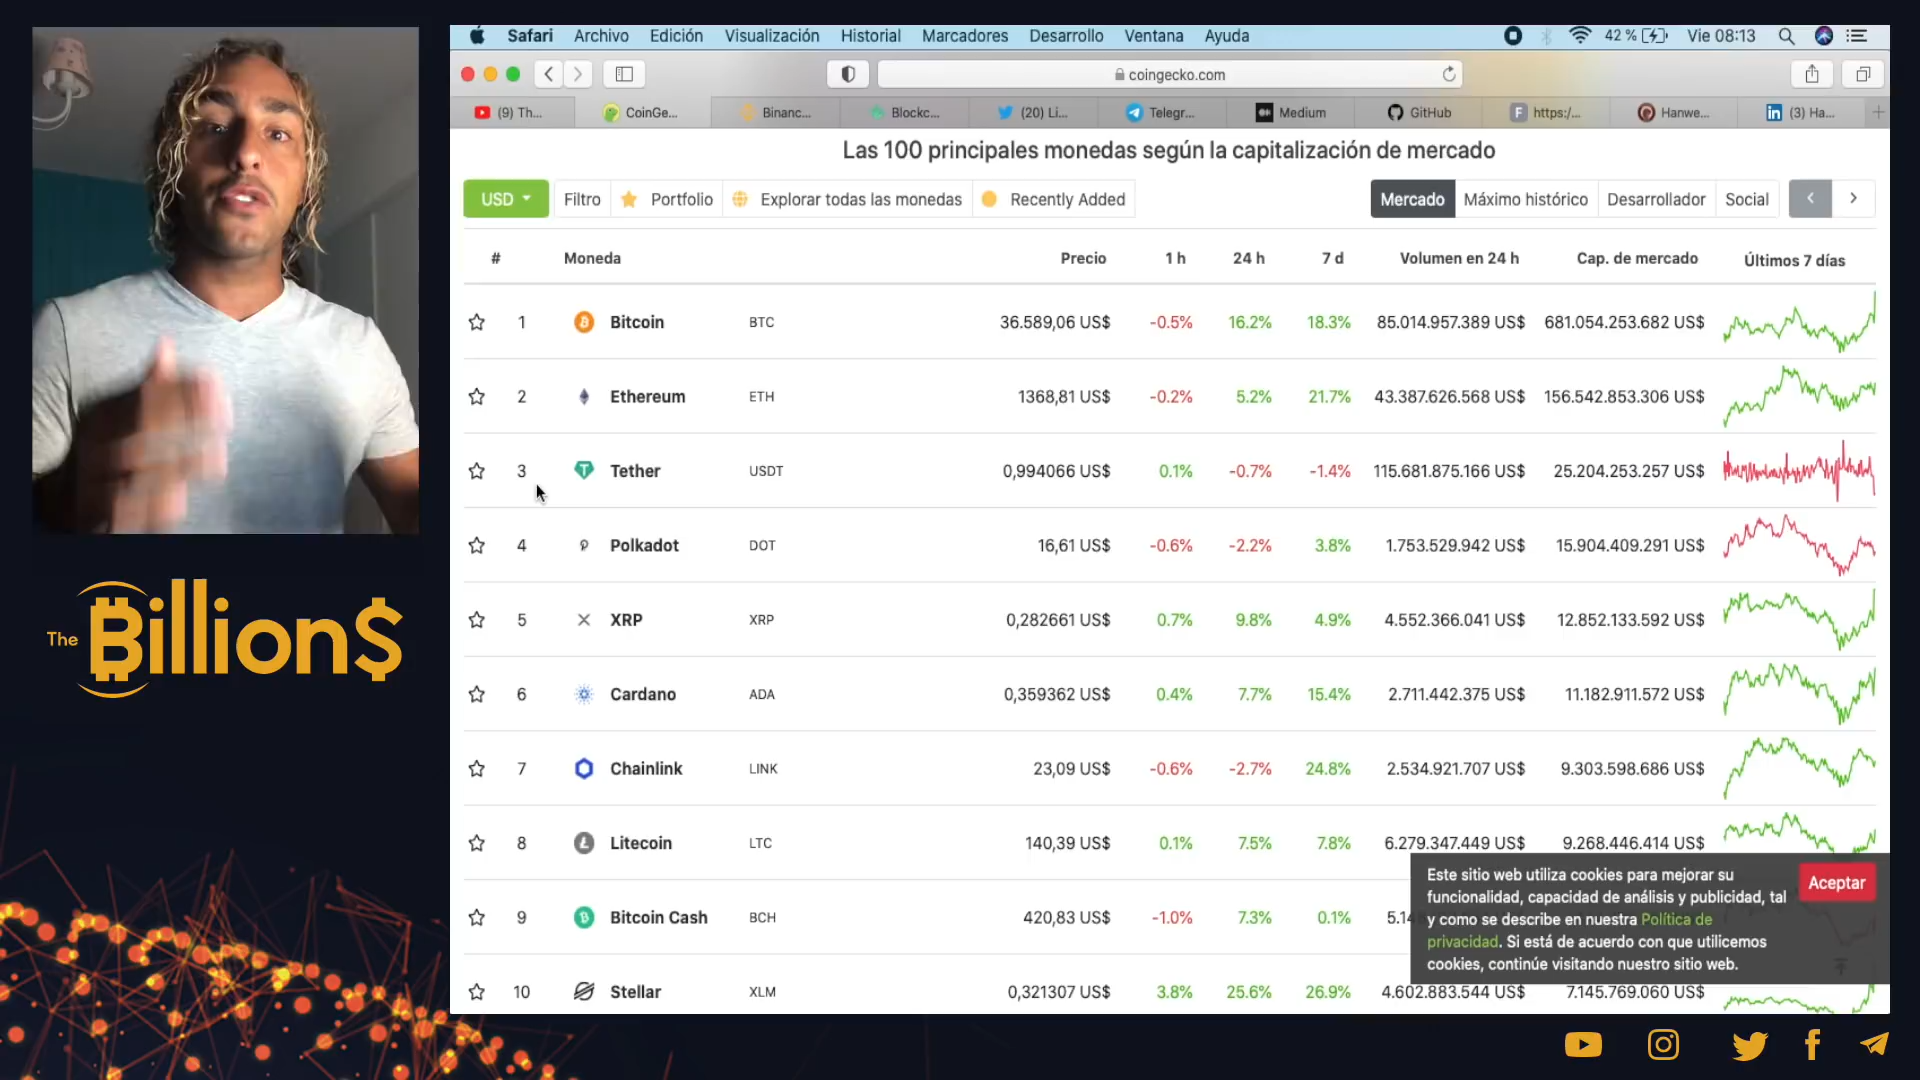 Safari Archivo Edición Visualización Historial Marcadores Desarrollo Ventana Ayuda 42 % Vie 08:13
coingecko.com
(9) Th... CoinGe... Binanc... Blockc... (20) Li... Telegr... Medium GitHub https:/... Hanwe... (3) Ha...
Las 100 principales monedas según la capitalización de mercado
USD Filtro Portfolio Explorar todas las monedas Recently Added Mercado Máximo histórico Desarrollador Social
# Moneda Precio 1 h 24 h 7 d Volumen en 24 h Cap. de mercado Últimos 7 días
1 Bitcoin BTC 36.589,06 US$ -0.5% 16.2% 18.3% 85.014.957.389 US$ 681.054.253.682 US$
2 Ethereum ETH 1368,81 US$ -0.2% 5.2% 21.7% 43.387.626.568 US$ 156.542.853.306 US$
3 Tether USDT 0,994066 US$ 0.1% -0.7% -1.4% 115.681.875.166 US$ 25.204.253.257 US$
4 Polkadot DOT 16,61 US$ -0.6% -2.2% 3.8% 1.753.529.942 US$ 15.904.409.291 US$
5 XRP XRP 0,282661 US$ 0.7% 9.8% 4.9% 4.552.366.041 US$ 12.852.133.592 US$
6 Cardano ADA 0,359362 US$ 0.4% 7.7% 15.4% 2.711.442.375 US$ 11.182.911.572 US$
7 Chainlink LINK 23,09 US$ -0.6% -2.7% 24.8% 2.534.921.707 US$ 9.303.598.686 US$
8 Litecoin LTC 140,39 US$ 0.1% 7.5% 7.8% 6.279.347.449 US$ 9.268.446.414 US$
9 Bitcoin Cash BCH 420,83 US$ -1.0% 7.3% 0.1%
10 Stellar XLM 0,321307 US$ 3.8% 25.6% 26.9% 4.602.883.544 US$ 7.145.769.060 US$
Este sitio web utiliza cookies para mejorar su
funcionalidad, capacidad de análisis y publicidad, tal
y como se describe en nuestra Política de
privacidad. Si está de acuerdo con que utilicemos
cookies, continúe visitando nuestro sitio web.
Aceptar
The Billion$